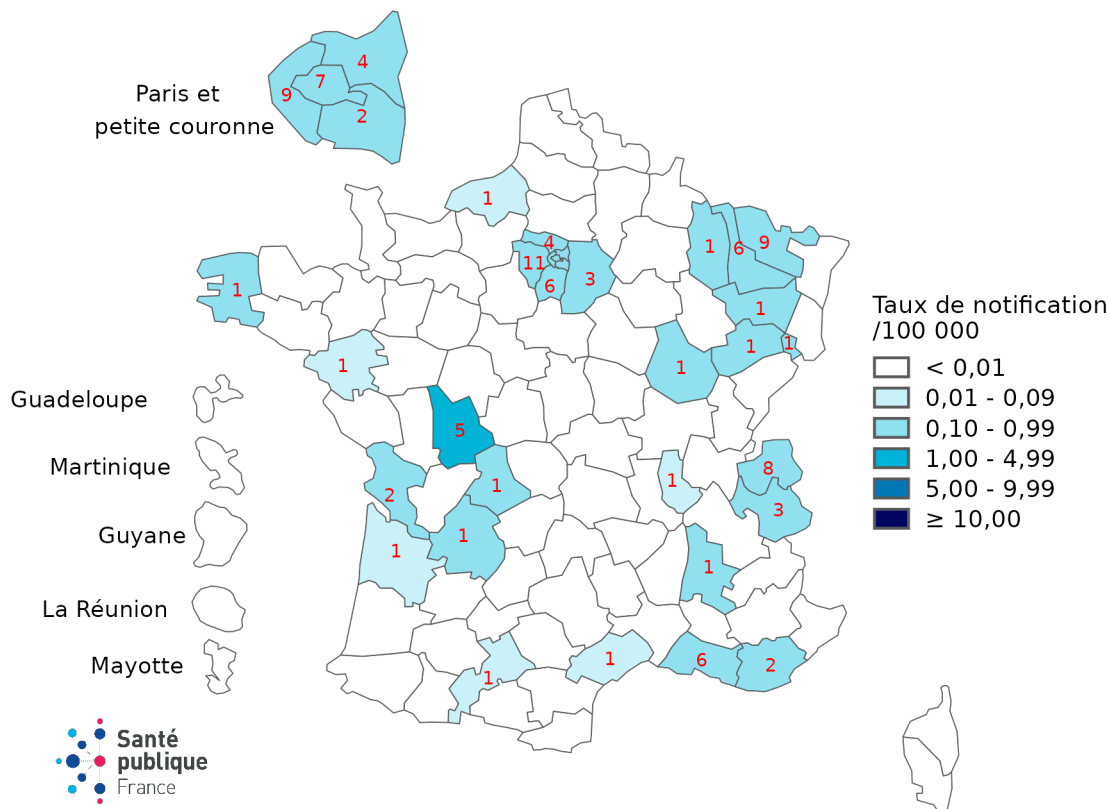 4
7
9
2
Paris et
petite couronne
1
4
11
6
3
1
6
9
1
1
1
1
1
1
5
2
1
1
1
1
8
3
1
1
1
6
2
Taux de notification
/100 000
< 0,01
0,01 - 0,09
0,10 - 0,99
1,00 - 4,99
5,00 - 9,99
≥ 10,00
Guadeloupe
Martinique
Guyane
La Réunion
Mayotte
Santé
publique
France